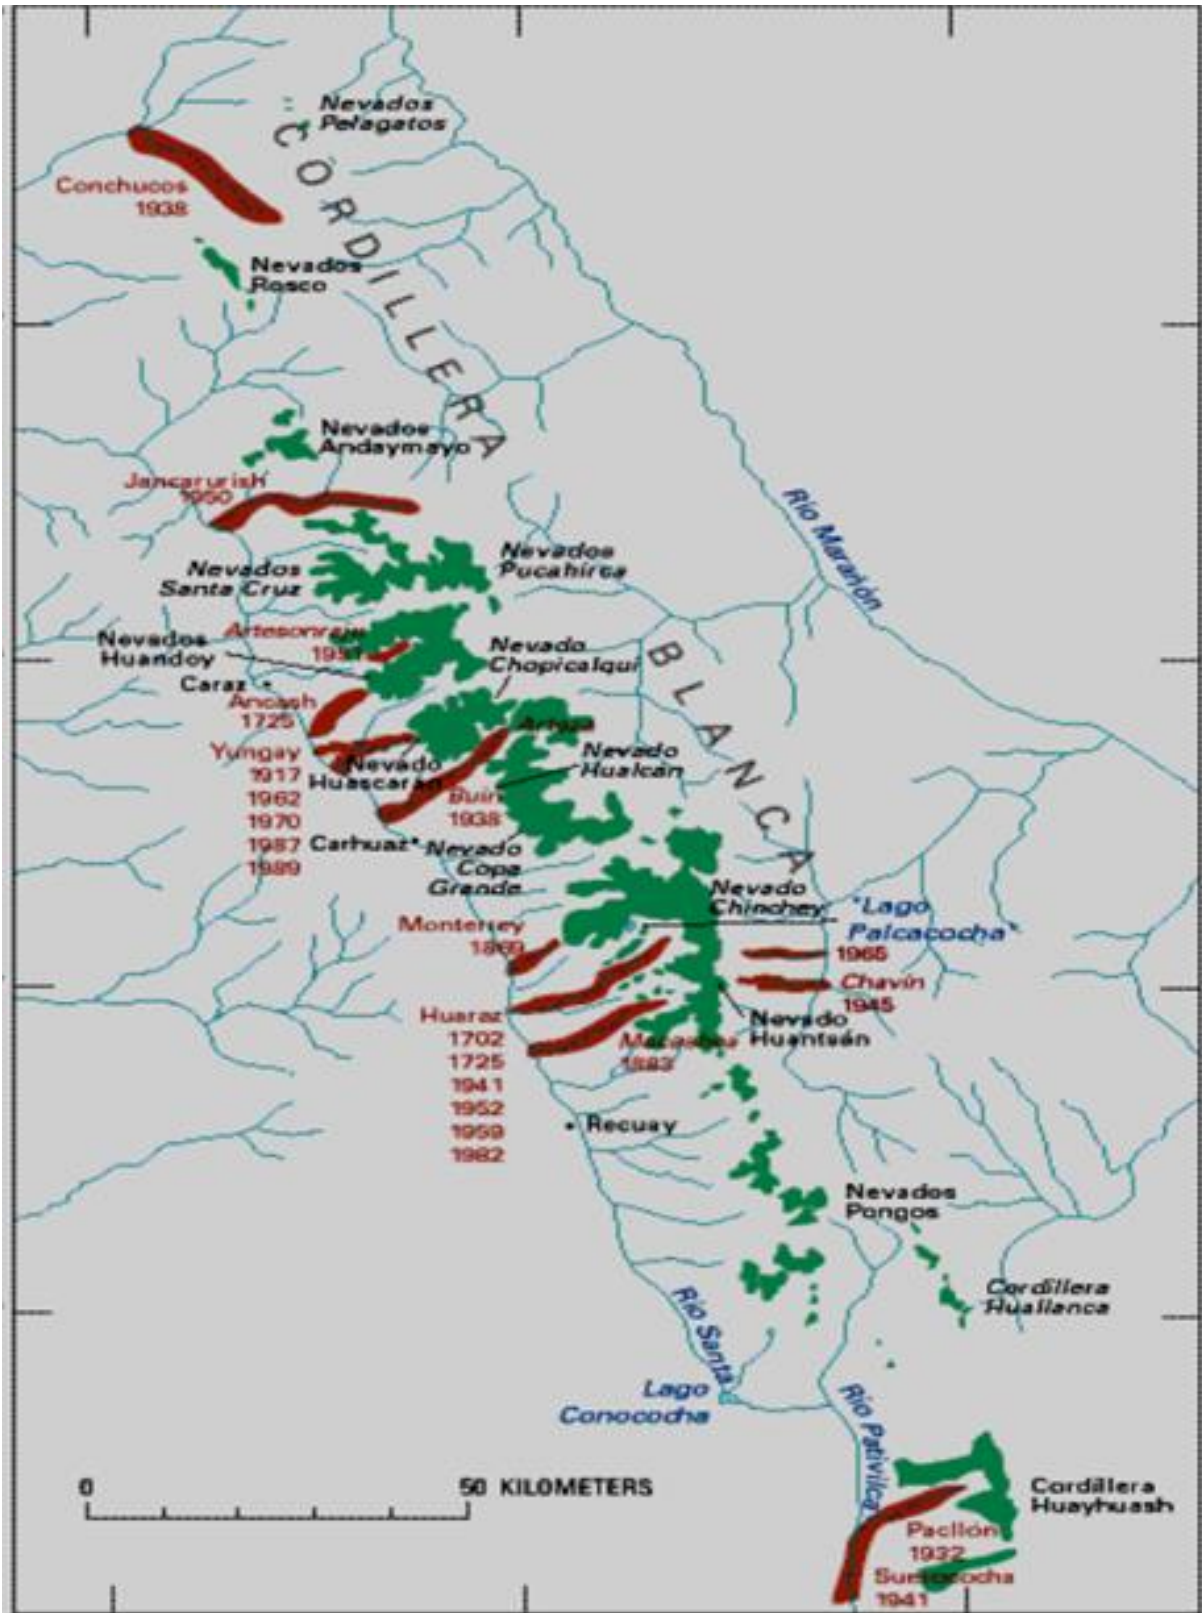 Nevados
Pelagatos
CORDILLERA
Conchucos
1938
Nevados
Rosco
Nevados
Andaymayo
Jancarurish
1950
Río Marañón
Nevados
Pucahirca
Nevados
Santa Cruz
Artesonraju
1951
Nevados
Huandoy
Nevado
Chopicalqui
BLANCA
Caraz
Ancash
1725
Yungay
1917
1962
1970
1987
1989
Nevado
Huascarán
Nevado
Hualcán
Buin
1938
Carhuaz
Nevado
Copa
Grande
Nevado
Chinchey
"Lago
Palcacocha"
Monterrey
1869
1965
Chavín
1945
Huaraz
1702
1725
1941
1952
1959
1982
Nevado
Huantsán
1883
Recuay
Nevados
Pongos
Cordillera
Huallanca
Río Santa
Lago
Conococha
Río Pativilca
0 50 KILOMETERS
Cordillera
Huayhuash
Pacllón
1932
1941